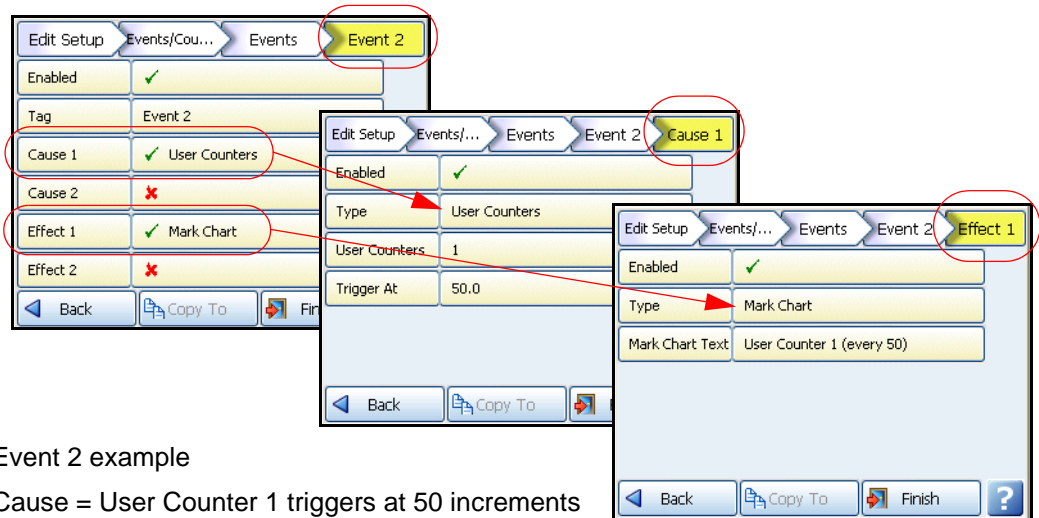 Edit Setup Events/Cou... Events Event 2
Enabled
Tag Event 2
Cause 1 User Counters
Cause 2
Effect 1 Mark Chart
Effect 2
Back Copy To Fin
Edit Setup Events/... Events Event 2 Cause 1
Enabled
Type User Counters
User Counters 1
Trigger At 50.0
Back Copy To
Edit Setup Events/... Events Event 2 Effect 1
Enabled
Type Mark Chart
Mark Chart Text User Counter 1 (every 50)
Back Copy To Finish ?
Event 2 example
Cause = User Counter 1 triggers at 50 increments